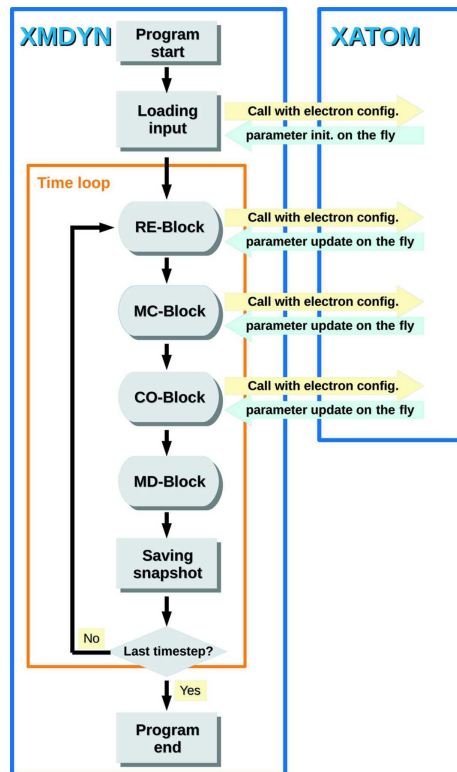 XMDYN
XATOM
Program
start
Loading
input
Call with electron config.
parameter init. on the fly
Time loop
RE-Block
Call with electron config.
parameter update on the fly
MC-Block
Call with electron config.
parameter update on the fly
CO-Block
Call with electron config.
parameter update on the fly
MD-Block
Saving
snapshot
No
Last timestep?
Yes
Program
end